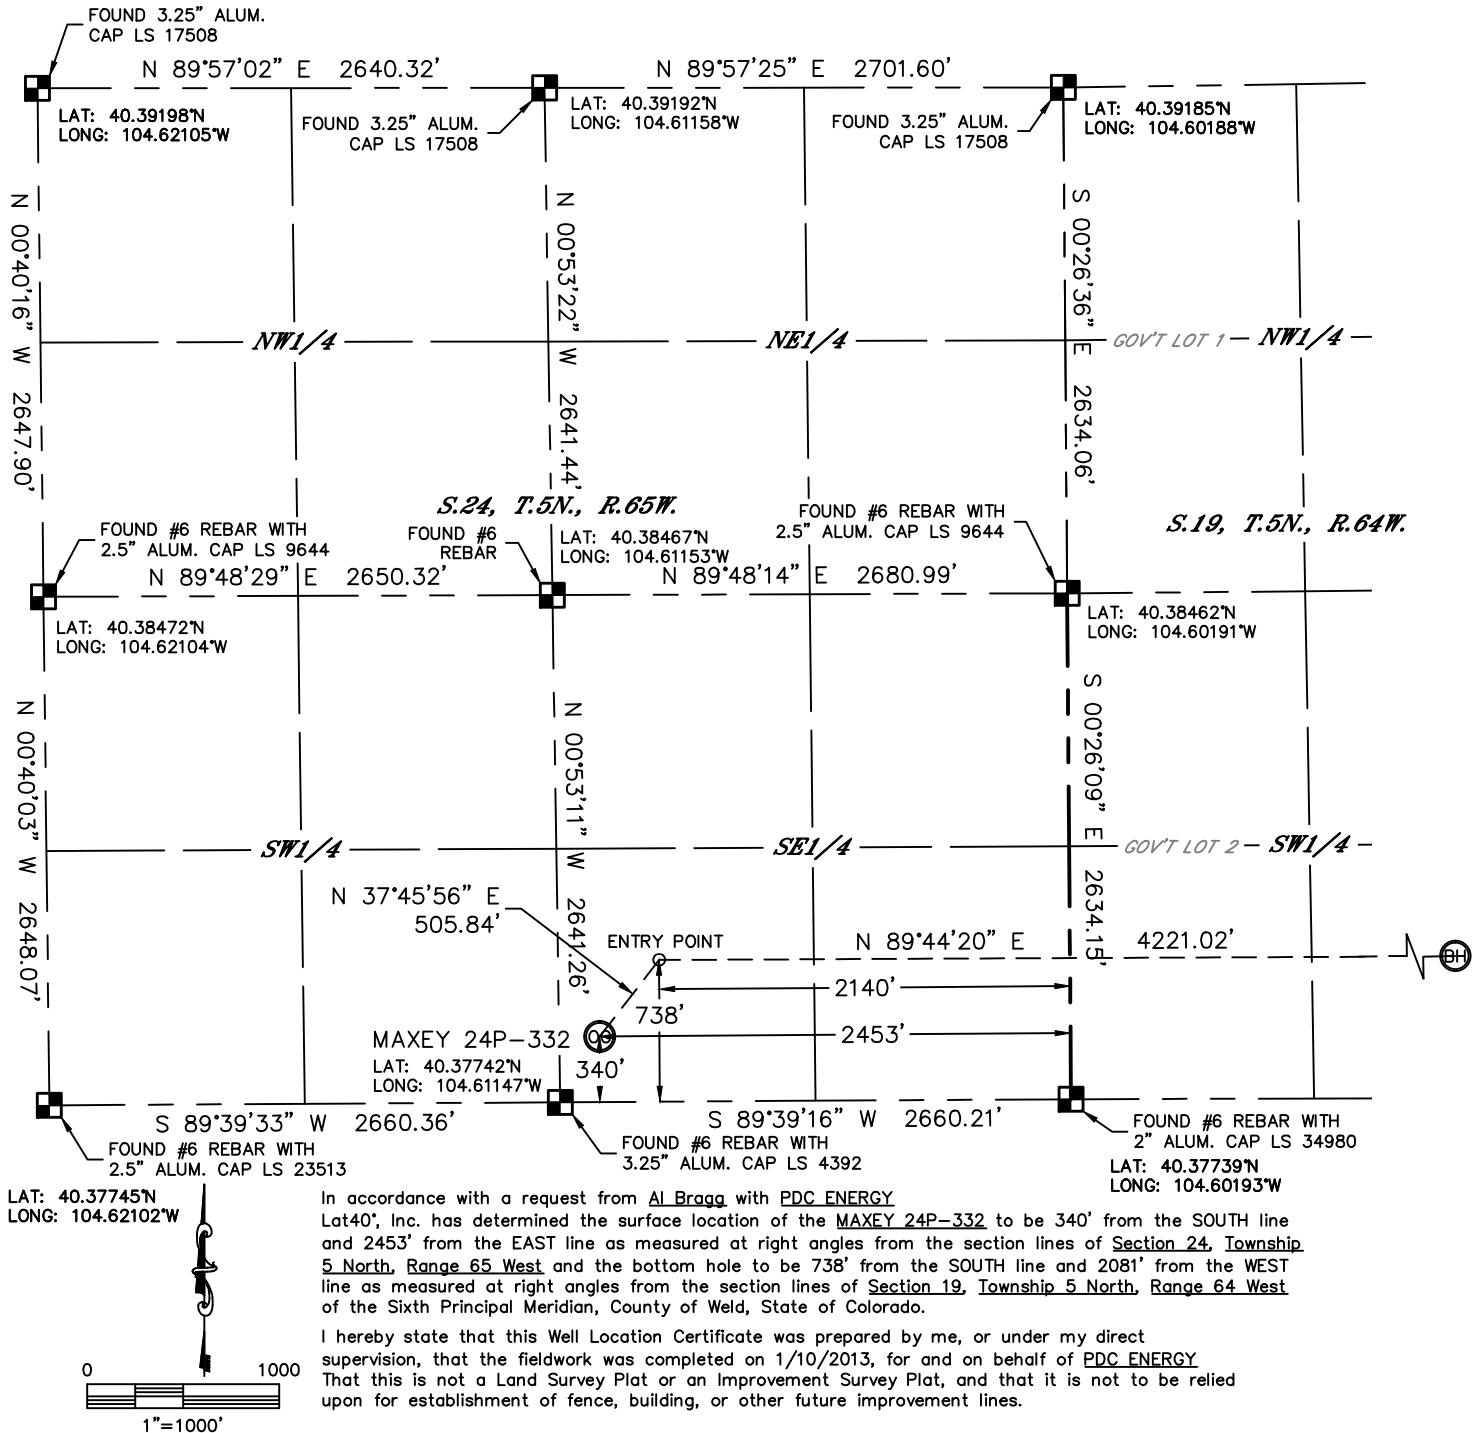 FOUND 3.25" ALUM.
CAP LS 17508
N 89°57'02" E 2640.32'
N 89°57'25" E 2701.60'
LAT: 40.39198°N
LONG: 104.62105°W
FOUND 3.25" ALUM.
CAP LS 17508
LAT: 40.39192°N
LONG: 104.61158°W
FOUND 3.25" ALUM.
CAP LS 17508
LAT: 40.39185°N
LONG: 104.60188°W
N 00°40'16" W 2647.90'
N 00°53'22" W 2641.44'
S 00°26'36" E 2634.06'
NW1/4
NE1/4
GOV'T LOT 1
NW1/4
S.24, T.5N., R.65W.
S.19, T.5N., R.64W.
FOUND #6 REBAR WITH
2.5" ALUM. CAP LS 9644
FOUND #6
REBAR
LAT: 40.38467°N
LONG: 104.61153°W
FOUND #6 REBAR WITH
2.5" ALUM. CAP LS 9644
N 89°48'29" E 2650.32'
N 89°48'14" E 2680.99'
LAT: 40.38472°N
LONG: 104.62104°W
LAT: 40.38462°N
LONG: 104.60191°W
N 00°40'03" W 2648.07'
N 00°53'11" W 2641.26'
S 00°26'09" E 2634.15'
SW1/4
SE1/4
GOV'T LOT 2
SW1/4
N 37°45'56" E
505.84'
ENTRY POINT
N 89°44'20" E 4221.02'
BH
2140'
738'
MAXEY 24P-332
OG
2453'
340'
LAT: 40.37742°N
LONG: 104.61147°W
S 89°39'33" W 2660.36'
S 89°39'16" W 2660.21'
FOUND #6 REBAR WITH
2.5" ALUM. CAP LS 23513
FOUND #6 REBAR WITH
3.25" ALUM. CAP LS 4392
FOUND #6 REBAR WITH
2" ALUM. CAP LS 34980
LAT: 40.37739°N
LONG: 104.60193°W
LAT: 40.37745°N
LONG: 104.62102°W
In accordance with a request from Al Bragg with PDC ENERGY
Lat40°, Inc. has determined the surface location of the MAXEY 24P-332 to be 340' from the SOUTH line
and 2453' from the EAST line as measured at right angles from the section lines of Section 24, Township
5 North, Range 65 West and the bottom hole to be 738' from the SOUTH line and 2081' from the WEST
line as measured at right angles from the section lines of Section 19, Township 5 North, Range 64 West
of the Sixth Principal Meridian, County of Weld, State of Colorado.
I hereby state that this Well Location Certificate was prepared by me, or under my direct
supervision, that the fieldwork was completed on 1/10/2013, for and on behalf of PDC ENERGY
That this is not a Land Survey Plat or an Improvement Survey Plat, and that it is not to be relied
upon for establishment of fence, building, or other future improvement lines.
0 1000
1"=1000'